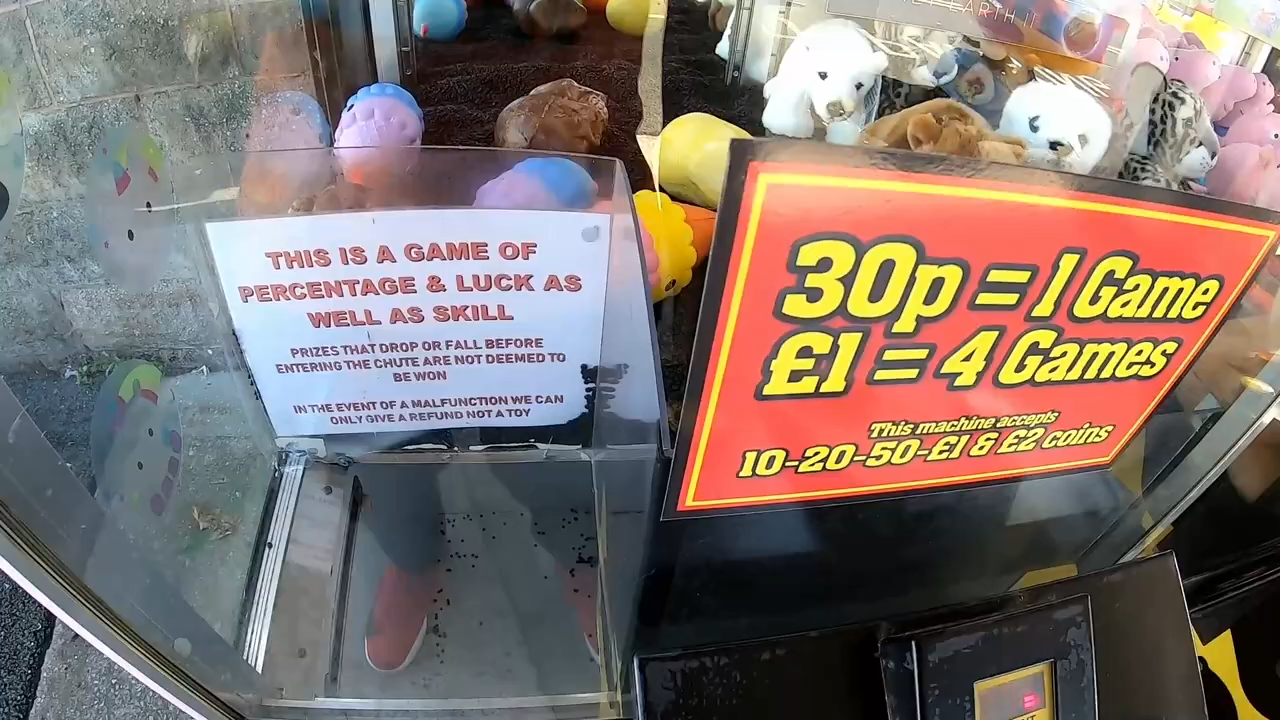 THIS IS A GAME OF
PERCENTAGE & LUCK AS
WELL AS SKILL
PRIZES THAT DROP OR FALL BEFORE
ENTERING THE CHUTE ARE NOT DEEMED TO
BE WON
IN THE EVENT OF A MALFUNCTION WE CAN
ONLY GIVE A REFUND NOT A TOY
EARTH II
30p = 1 Game
£1 = 4 Games
This machine accepts
10-20-50-£1 & £2 coins